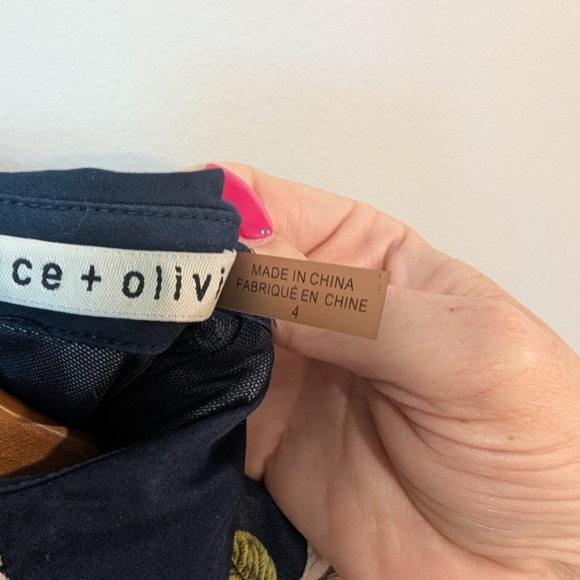 ce + olivi
MADE IN CHINA
FABRIQUÉ EN CHINE
4